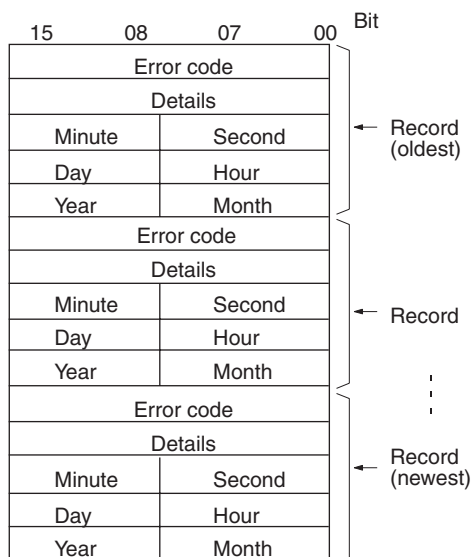 15 08 07 00 Bit
Error code
Details
Minute Second
Day Hour
Year Month
Record
(oldest)
Error code
Details
Minute Second
Day Hour
Year Month
Record
Error code
Details
Minute Second
Day Hour
Year Month
Record
(newest)